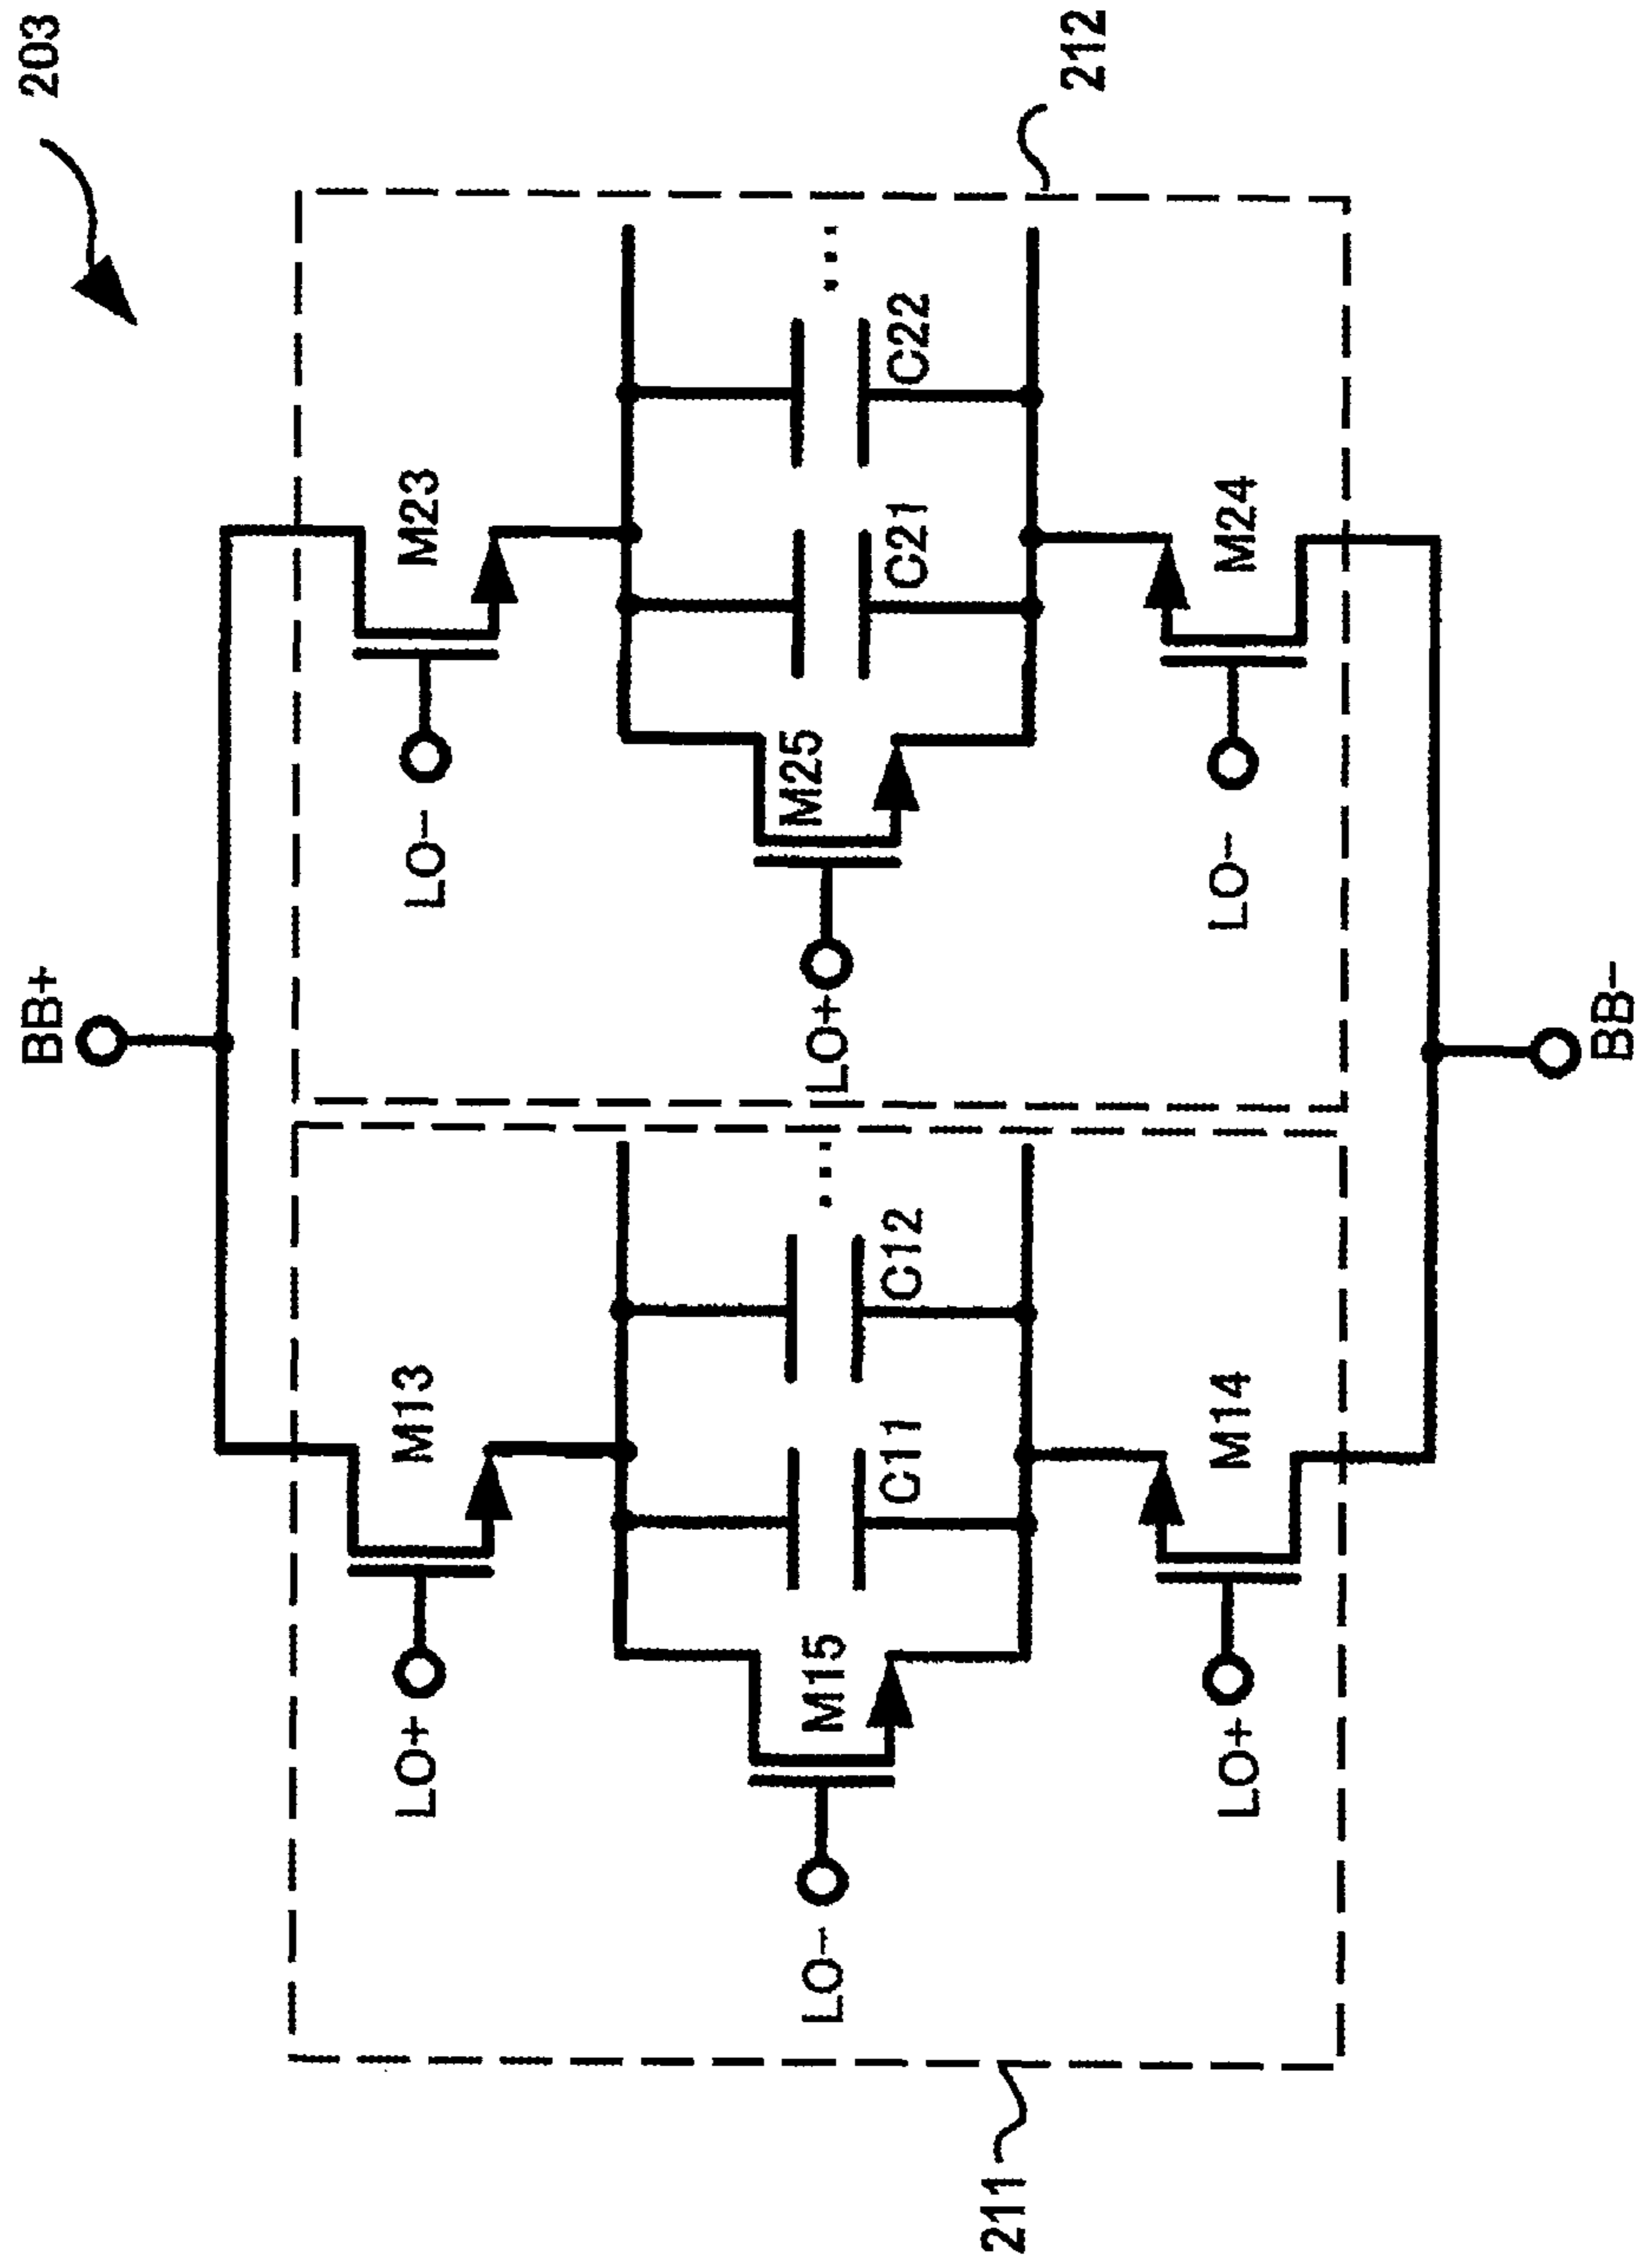 203
BB+
211
212
LO+
M13
LO-
M23
LO-
M15
C11
C12
...
LO+
M25
C21
C22
...
LO+
M14
LO-
M24
BB-